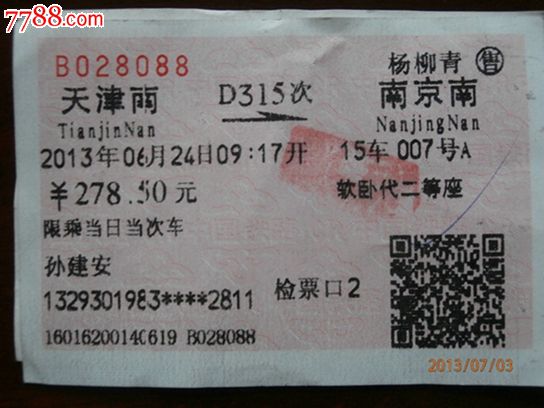 7788.com
B028088 杨柳青 售
天津南 D315次 南京南
TianjinNan NanjingNan
2013年06月24日09:17开 15车 007号A
￥278.50元 软卧代二等座
限乘当日当次车
孙建安
1329301983****2811 检票口2
16016200140619 B028088
2013/07/03